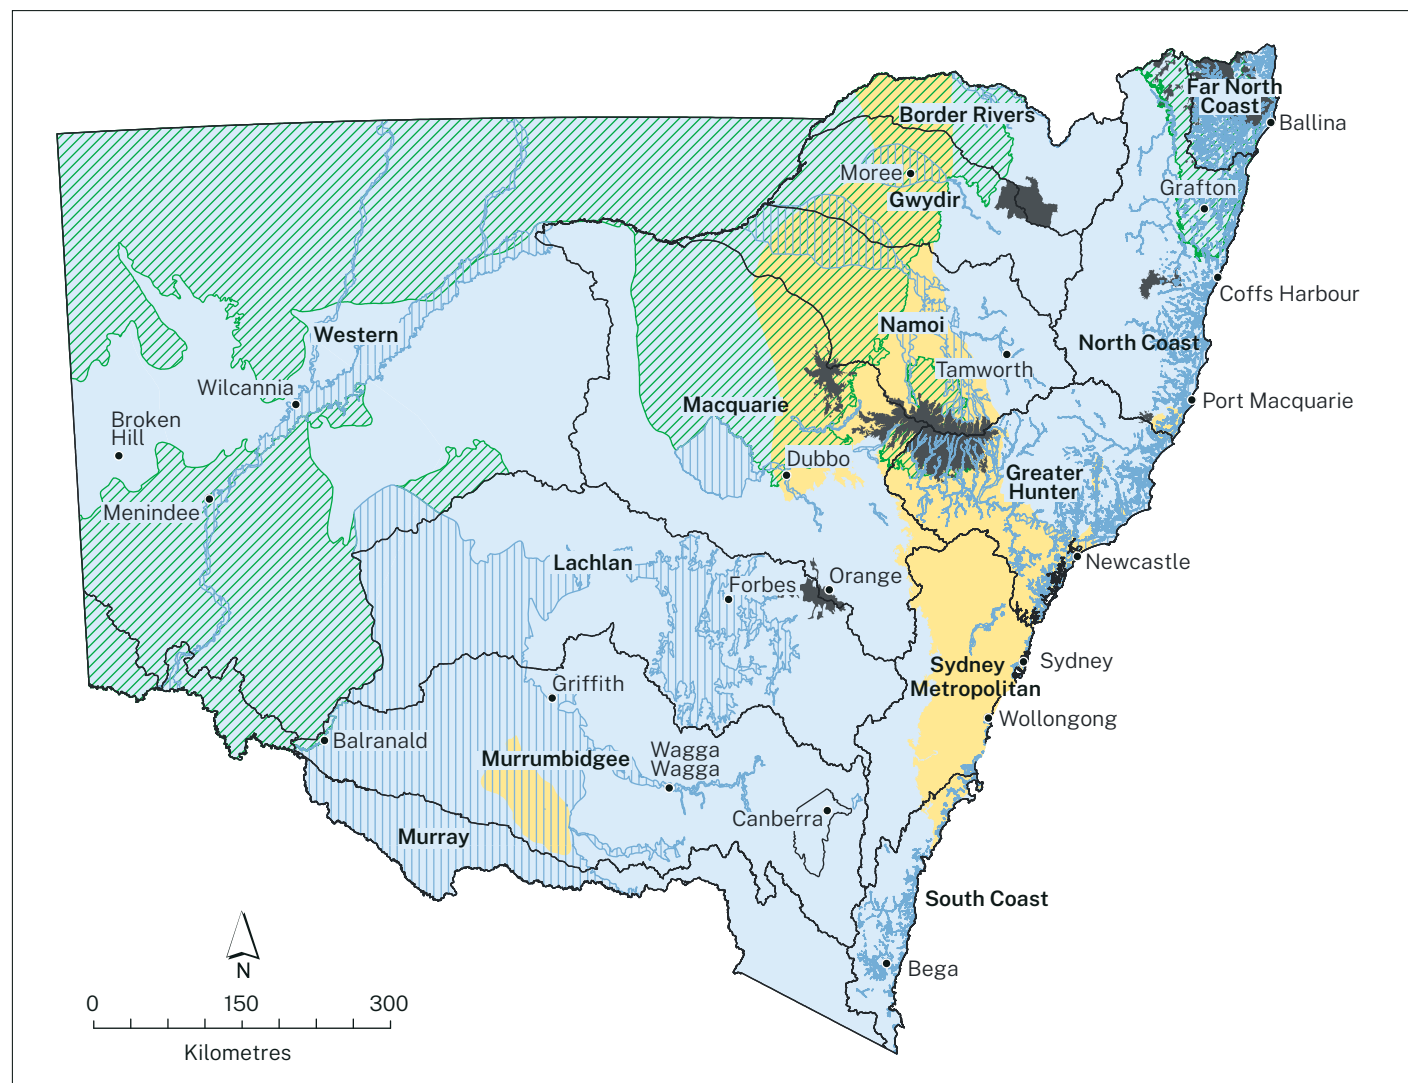 Far North
Coast
Ballina
Border Rivers
Moree
Gwydir
Grafton
Coffs Harbour
Western
Namoi
North Coast
Wilcannia
Tamworth
Macquarie
Port Macquarie
Broken
Hill
Dubbo
Greater
Hunter
Menindee
Lachlan
Newcastle
Forbes
Orange
Sydney
Metropolitan
Sydney
Griffith
Wollongong
Balranald
Murrumbidgee
Wagga
Wagga
Canberra
Murray
South Coast
Bega
N
0 150 300
Kilometres